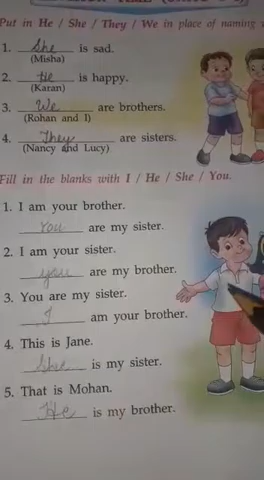 Put in He / She / They / We in place of naming
1. She is sad.
(Misha)
2. He is happy.
(Karan)
3. We are brothers.
(Rohan and I)
4. They are sisters.
(Nancy and Lucy)
Fill in the blanks with I / He / She / You.
1. I am your brother.
You are my sister.
2. I am your sister.
you are my brother.
3. You are my sister.
I am your brother.
4. This is Jane.
She is my sister.
5. That is Mohan.
He is my brother.